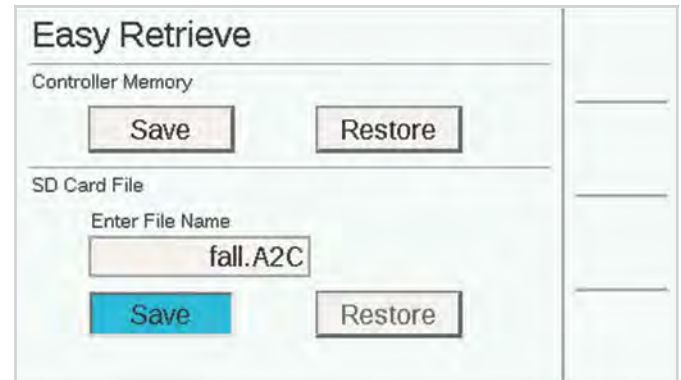 Easy Retrieve
Controller Memory
Save Restore
SD Card File
Enter File Name
fall.A2C
Save Restore